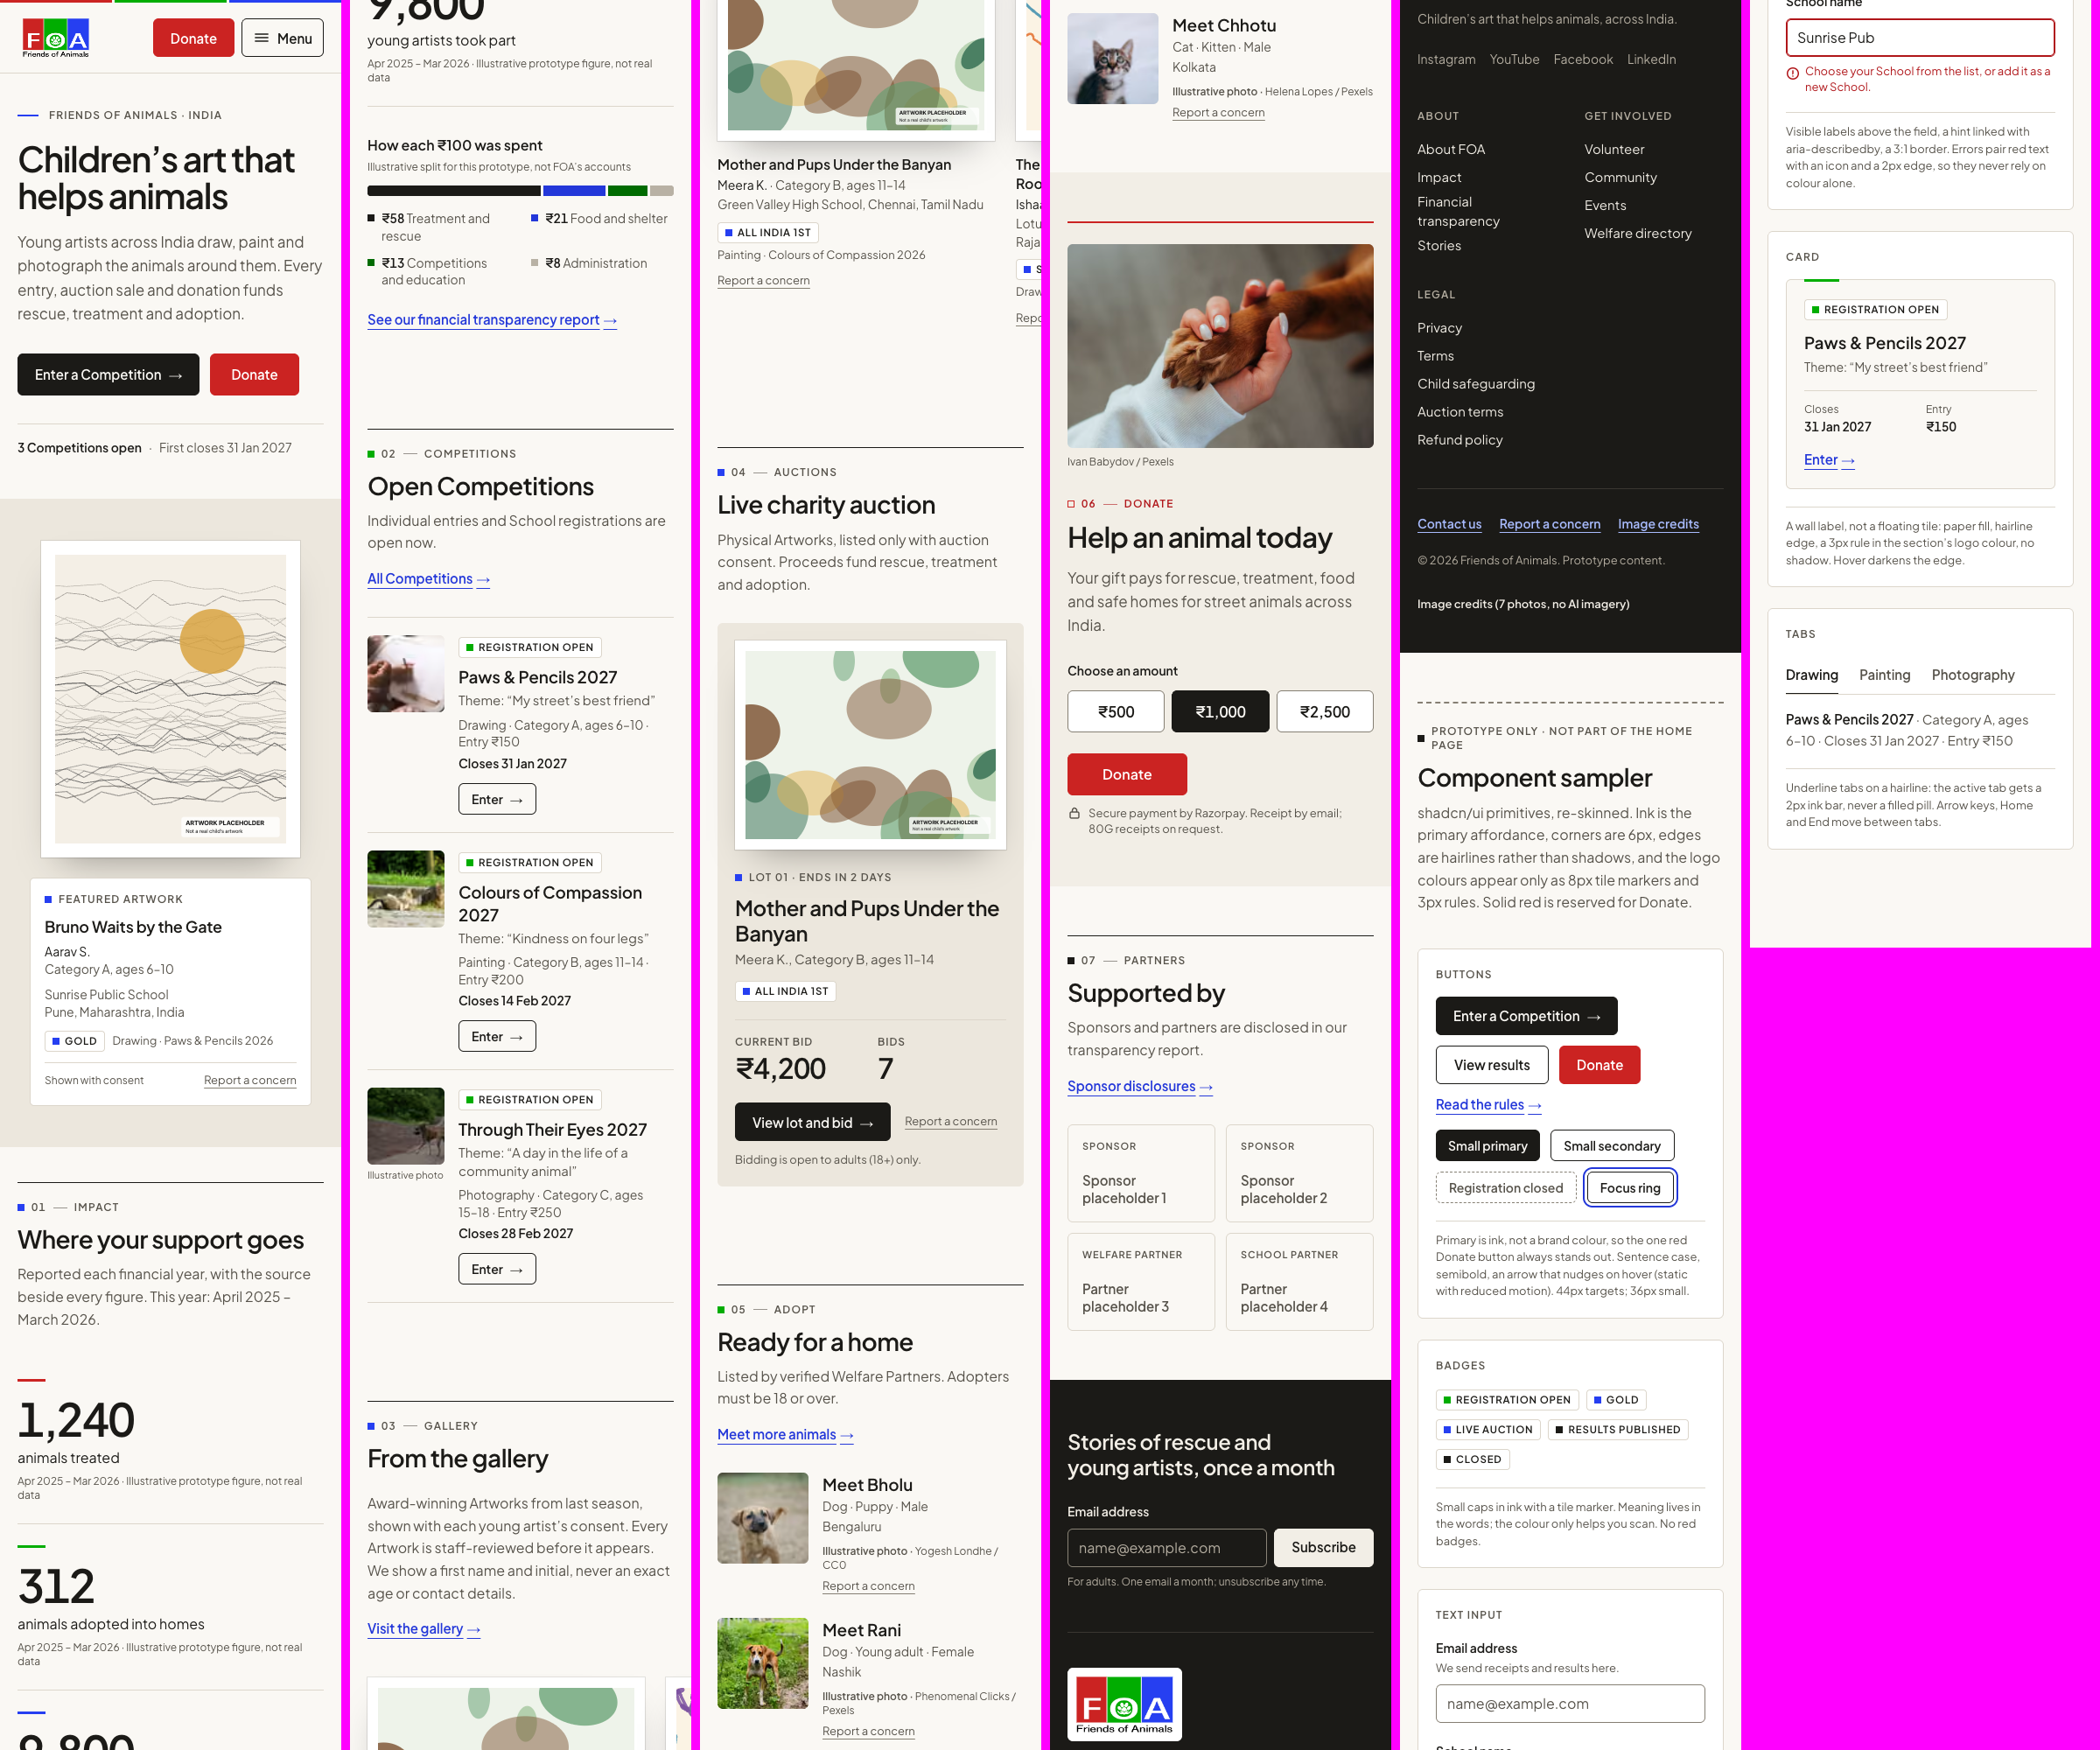 FOA
Friends of Animals
Donate
Menu
FRIENDS OF ANIMALS · INDIA
Children’s art that
helps animals
Young artists across India draw, paint and
photograph the animals around them. Every
entry, auction sale and donation funds
rescue, treatment and adoption.
Enter a Competition →
Donate
3 Competitions open · First closes 31 Jan 2027
ARTWORK PLACEHOLDER
Not a real child's artwork
FEATURED ARTWORK
Bruno Waits by the Gate
Aarav S.
Category A, ages 6–10
Sunrise Public School
Pune, Maharashtra, India
GOLD
Drawing · Paws & Pencils 2026
Shown with consent
Report a concern
01 — IMPACT
Where your support goes
Reported each financial year, with the source
beside every figure. This year: April 2025 –
March 2026.
1,240
animals treated
Apr 2025 – Mar 2026 · Illustrative prototype figure, not real
data
312
animals adopted into homes
Apr 2025 – Mar 2026 · Illustrative prototype figure, not real
data
9,800
9,800
young artists took part
Apr 2025 – Mar 2026 · Illustrative prototype figure, not real
data
How each ₹100 was spent
Illustrative split for this prototype, not FOA’s accounts
₹58 Treatment and
rescue
₹21 Food and shelter
₹13 Competitions
and education
₹8 Administration
See our financial transparency report →
02 — COMPETITIONS
Open Competitions
Individual entries and School registrations are
open now.
All Competitions →
REGISTRATION OPEN
Paws & Pencils 2027
Theme: “My street’s best friend”
Drawing · Category A, ages 6–10 ·
Entry ₹150
Closes 31 Jan 2027
Enter →
REGISTRATION OPEN
Colours of Compassion
2027
Theme: “Kindness on four legs”
Painting · Category B, ages 11–14 ·
Entry ₹200
Closes 14 Feb 2027
Enter →
REGISTRATION OPEN
Through Their Eyes 2027
Theme: “A day in the life of a
community animal”
Illustrative photo
Photography · Category C, ages
15–18 · Entry ₹250
Closes 28 Feb 2027
Enter →
03 — GALLERY
From the gallery
Award-winning Artworks from last season,
shown with each young artist’s consent. Every
Artwork is staff-reviewed before it appears.
We show a first name and initial, never an exact
age or contact details.
Visit the gallery →
ARTWORK PLACEHOLDER
Not a real child's artwork
Mother and Pups Under the Banyan
Meera K. · Category B, ages 11–14
Green Valley High School, Chennai, Tamil Nadu
ALL INDIA 1ST
Painting · Colours of Compassion 2026
Report a concern
The
Roo
Isha
Lotu
Raja
S
Draw
Repo
04 — AUCTIONS
Live charity auction
Physical Artworks, listed only with auction
consent. Proceeds fund rescue, treatment
and adoption.
ARTWORK PLACEHOLDER
Not a real child's artwork
LOT 01 · ENDS IN 2 DAYS
Mother and Pups Under the
Banyan
Meera K., Category B, ages 11–14
ALL INDIA 1ST
CURRENT BID
₹4,200
BIDS
7
View lot and bid →
Report a concern
Bidding is open to adults (18+) only.
05 — ADOPT
Ready for a home
Listed by verified Welfare Partners. Adopters
must be 18 or over.
Meet more animals →
Meet Bholu
Dog · Puppy · Male
Bengaluru
Illustrative photo · Yogesh Londhe /
CC0
Report a concern
Meet Rani
Dog · Young adult · Female
Nashik
Illustrative photo · Phenomenal Clicks /
Pexels
Report a concern
Meet Chhotu
Cat · Kitten · Male
Kolkata
Illustrative photo · Helena Lopes / Pexels
Report a concern
Ivan Babydov / Pexels
06 — DONATE
Help an animal today
Your gift pays for rescue, treatment, food
and safe homes for street animals across
India.
Choose an amount
₹500
₹1,000
₹2,500
Donate
Secure payment by Razorpay. Receipt by email;
80G receipts on request.
07 — PARTNERS
Supported by
Sponsors and partners are disclosed in our
transparency report.
Sponsor disclosures →
SPONSOR
Sponsor
placeholder 1
SPONSOR
Sponsor
placeholder 2
WELFARE PARTNER
Partner
placeholder 3
SCHOOL PARTNER
Partner
placeholder 4
Stories of rescue and
young artists, once a month
Email address
name@example.com
Subscribe
For adults. One email a month; unsubscribe any time.
FOA
Friends of Animals
Children’s art that helps animals, across India.
Instagram YouTube Facebook LinkedIn
ABOUT
About FOA
Impact
Financial
transparency
Stories
GET INVOLVED
Volunteer
Community
Events
Welfare directory
LEGAL
Privacy
Terms
Child safeguarding
Auction terms
Refund policy
Contact us Report a concern Image credits
© 2026 Friends of Animals. Prototype content.
Image credits (7 photos, no AI imagery)
PROTOTYPE ONLY · NOT PART OF THE HOME
PAGE
Component sampler
shadcn/ui primitives, re-skinned. Ink is the
primary affordance, corners are 6px, edges
are hairlines rather than shadows, and the logo
colours appear only as 8px tile markers and
3px rules. Solid red is reserved for Donate.
BUTTONS
Enter a Competition →
View results
Donate
Read the rules →
Small primary
Small secondary
Registration closed
Focus ring
Primary is ink, not a brand colour, so the one red
Donate button always stands out. Sentence case,
semibold, an arrow that nudges on hover (static
with reduced motion). 44px targets; 36px small.
BADGES
REGISTRATION OPEN
GOLD
LIVE AUCTION
RESULTS PUBLISHED
CLOSED
Small caps in ink with a tile marker. Meaning lives in
the words; the colour only helps you scan. No red
badges.
TEXT INPUT
Email address
We send receipts and results here.
name@example.com
School name
Sunrise Pub
Choose your School from the list, or add it as a
new School.
Visible labels above the field, a hint linked with
aria-describedby, a 3:1 border. Errors pair red text
with an icon and a 2px edge, so they never rely on
colour alone.
CARD
REGISTRATION OPEN
Paws & Pencils 2027
Theme: “My street’s best friend”
Closes
31 Jan 2027
Entry
₹150
Enter →
A wall label, not a floating tile: paper fill, hairline
edge, a 3px rule in the section’s logo colour, no
shadow. Hover darkens the edge.
TABS
Drawing Painting Photography
Paws & Pencils 2027 · Category A, ages
6–10 · Closes 31 Jan 2027 · Entry ₹150
Underline tabs on a hairline: the active tab gets a
2px ink bar, never a filled pill. Arrow keys, Home
and End move between tabs.